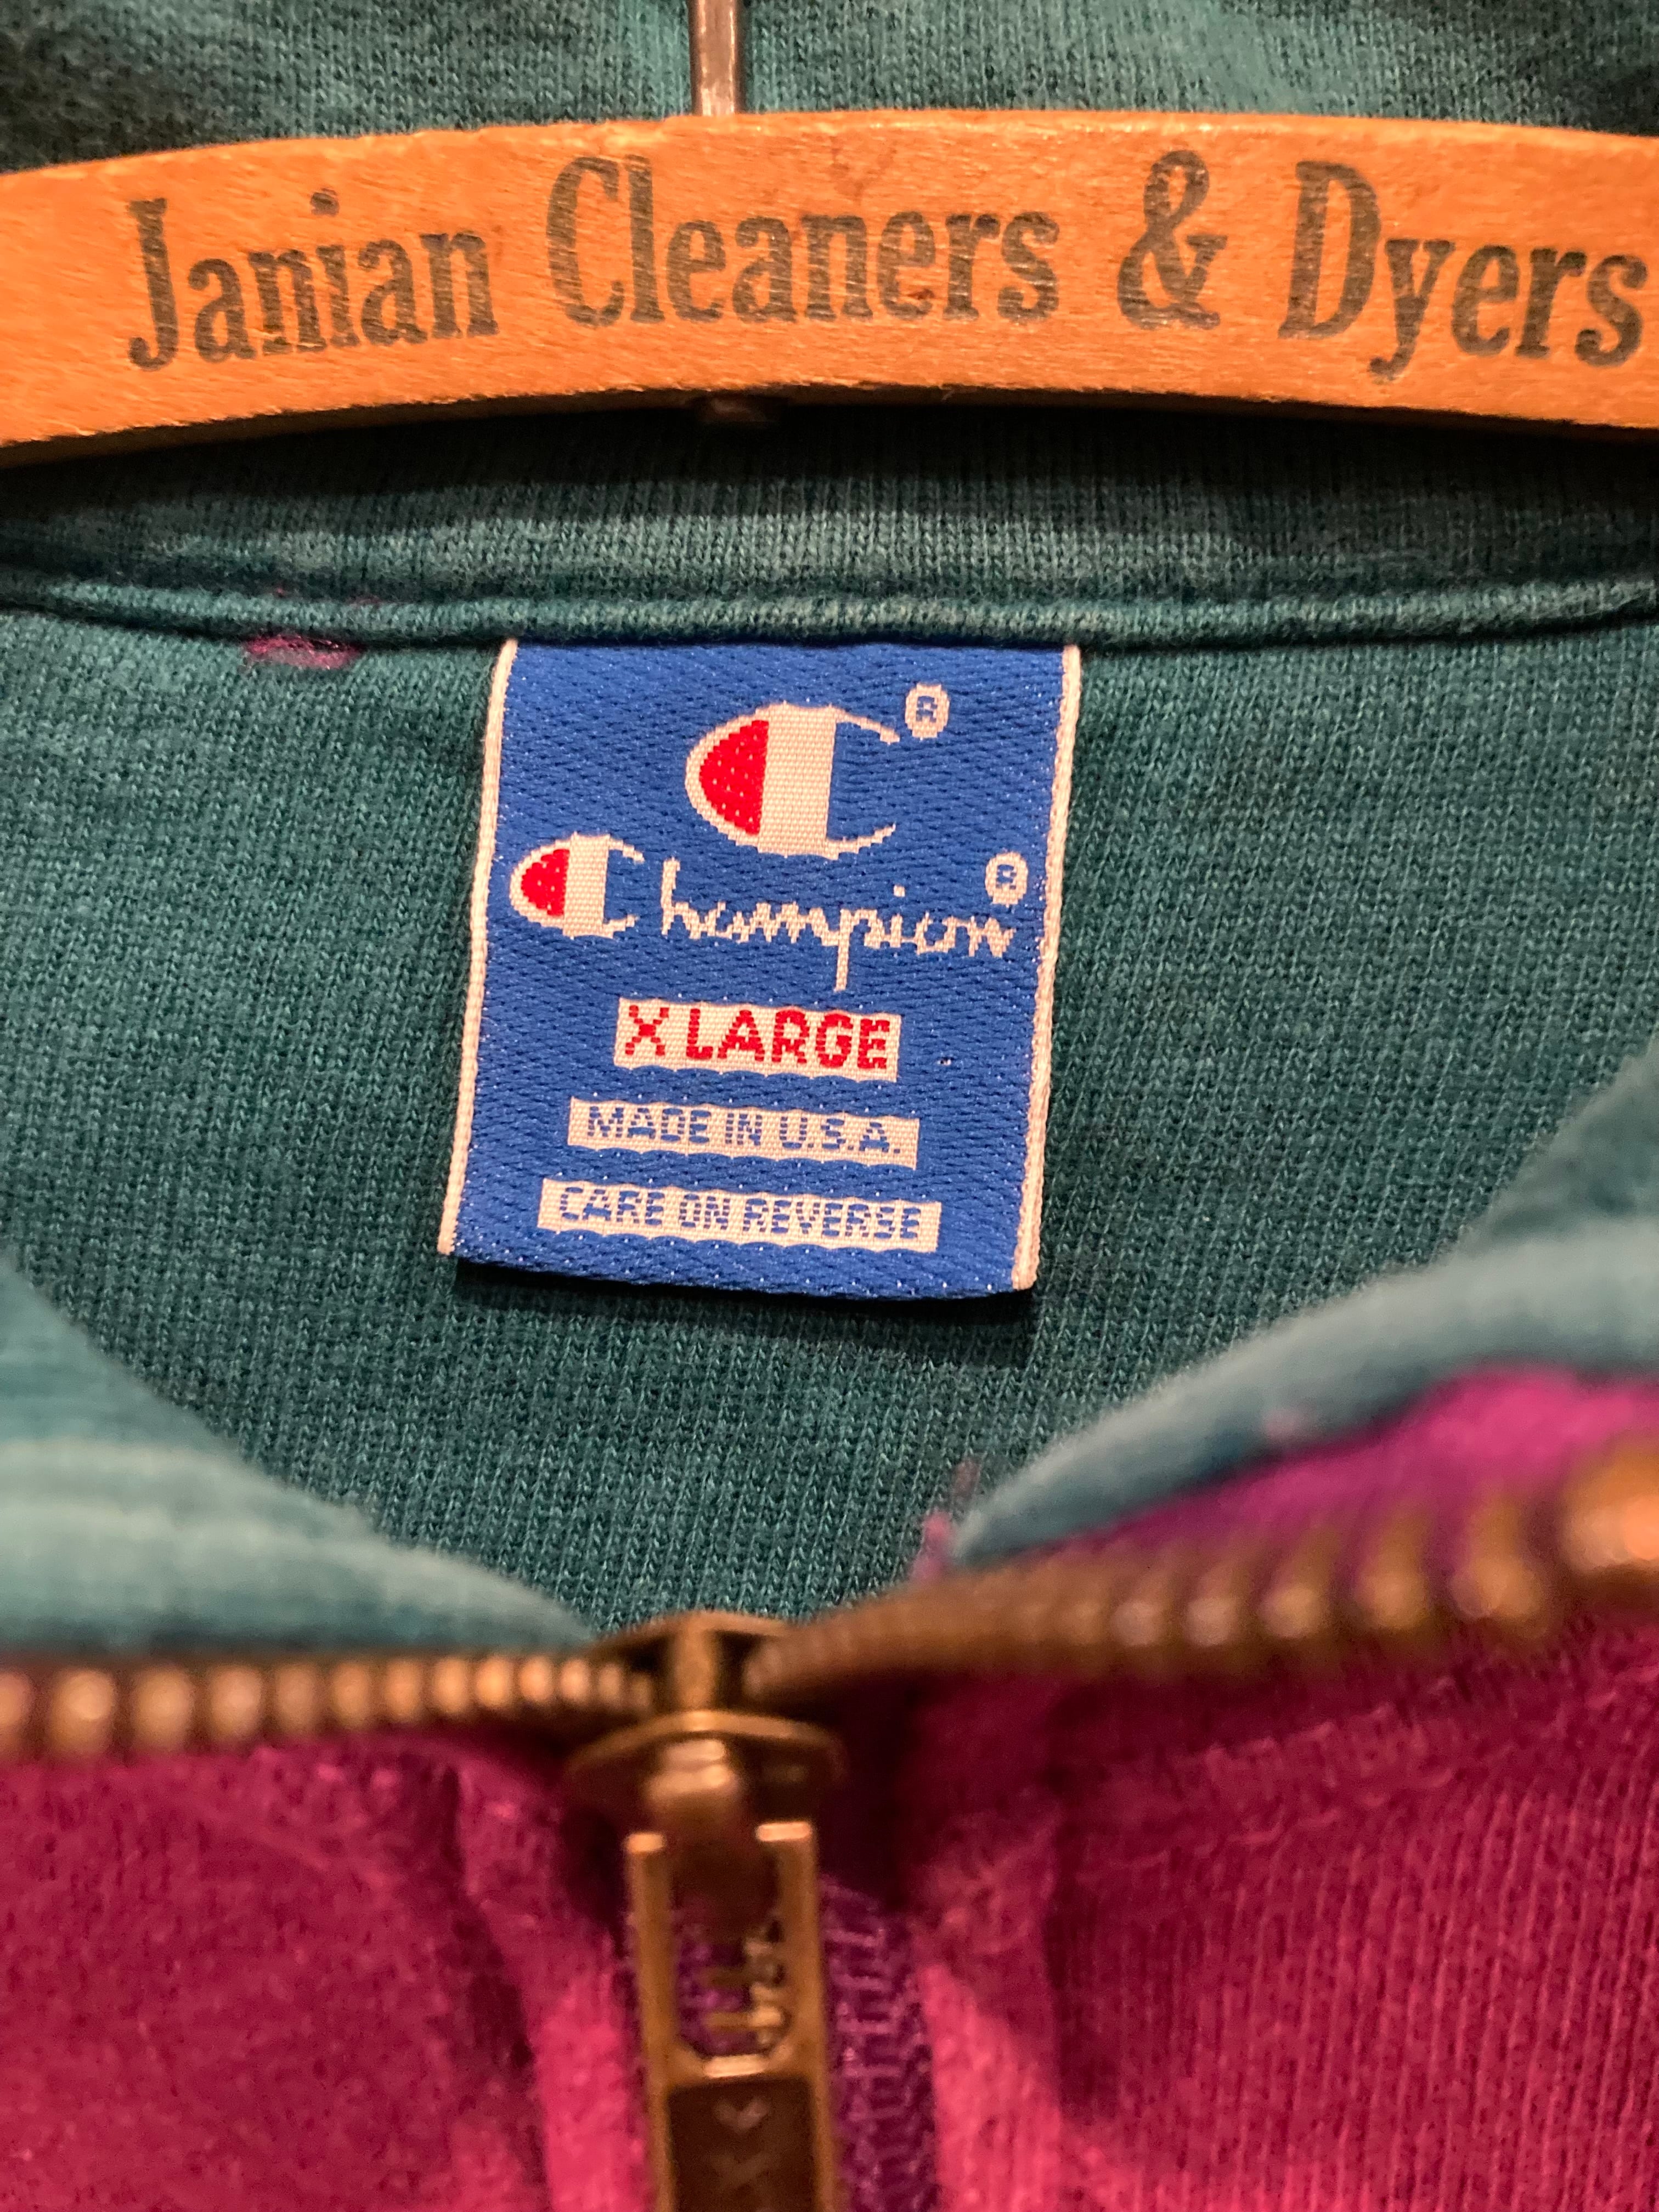 Janian Cleaners & Dyers
C®
Champion®
X LARGE
MADE IN U.S.A.
CARE ON REVERSE